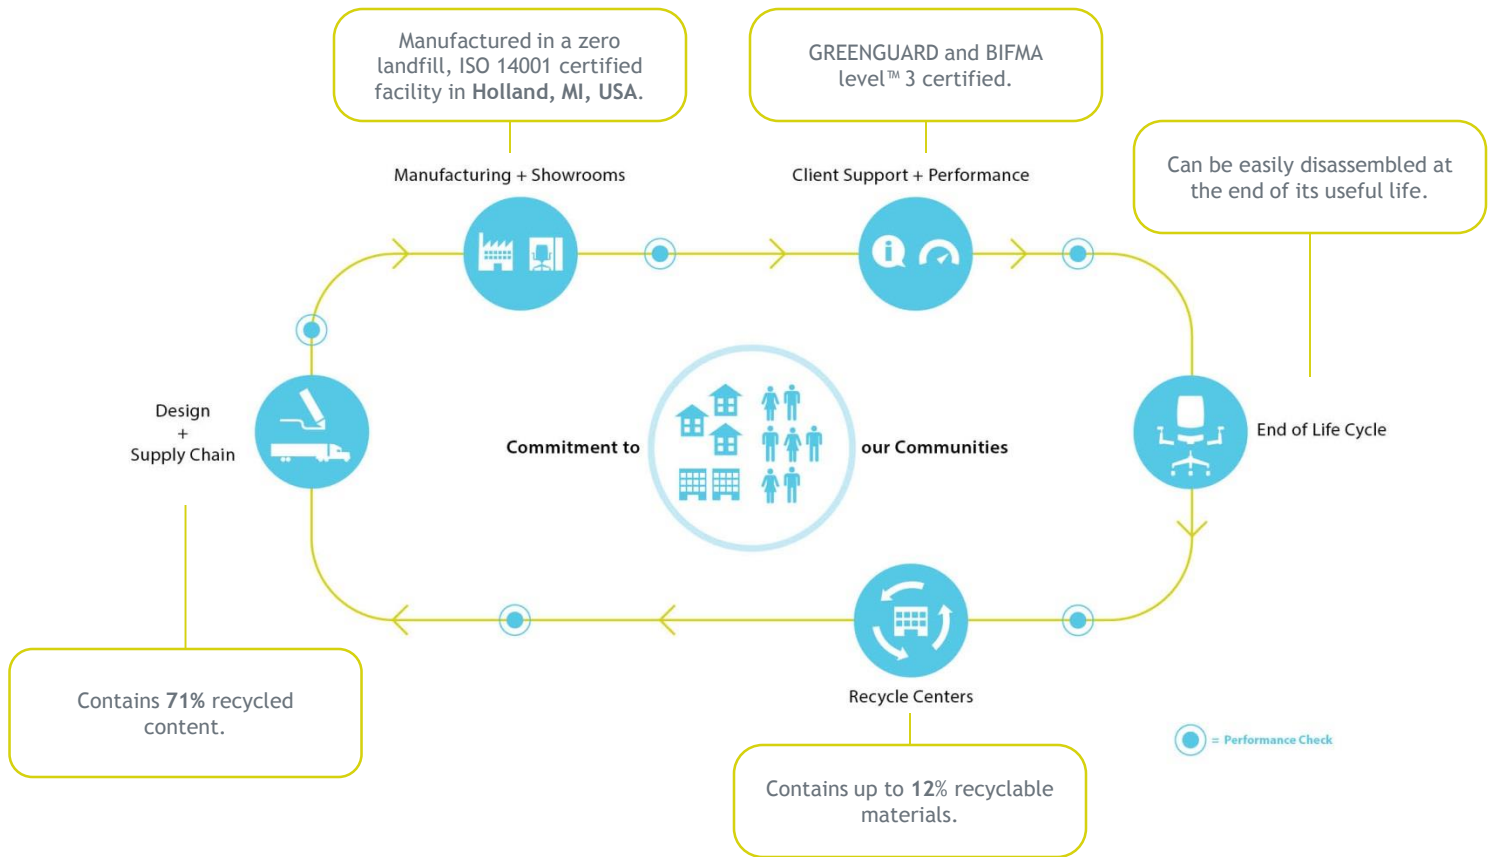 Manufactured in a zero
landfill, ISO 14001 certified
facility in Holland, MI, USA.
GREENGUARD and BIFMA
level™ 3 certified.
Can be easily disassembled at
the end of its useful life.
Manufacturing + Showrooms
Client Support + Performance
Design
+
Supply Chain
Commitment to
our Communities
End of Life Cycle
Recycle Centers
Contains 71% recycled
content.
Contains up to 12% recyclable
materials.
= Performance Check